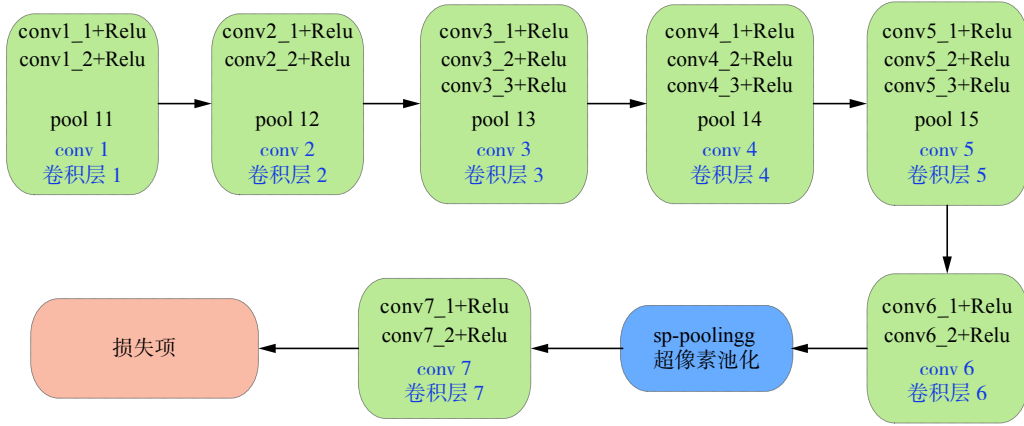 conv1_1+Relu
conv1_2+Relu
pool 11
conv 1
卷积层 1
conv2_1+Relu
conv2_2+Relu
pool 12
conv 2
卷积层 2
conv3_1+Relu
conv3_2+Relu
conv3_3+Relu
pool 13
conv 3
卷积层 3
conv4_1+Relu
conv4_2+Relu
conv4_3+Relu
pool 14
conv 4
卷积层 4
conv5_1+Relu
conv5_2+Relu
conv5_3+Relu
pool 15
conv 5
卷积层 5
conv6_1+Relu
conv6_2+Relu
conv 6
卷积层 6
sp-poolingg
超像素池化
conv7_1+Relu
conv7_2+Relu
conv 7
卷积层 7
损失项